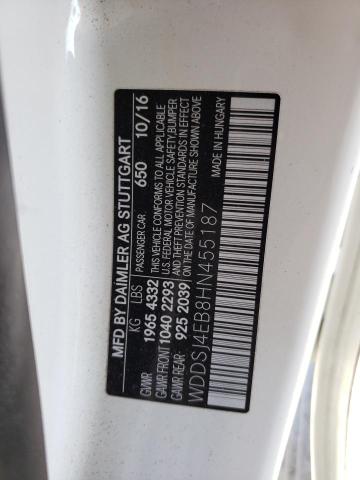 MFD BY DAIMLER AG STUTTGART
KG LBS PASSENGER CAR 650 10/16
GVWR 1965 4332 THIS VEHICLE CONFORMS TO ALL APPLICABLE
GAWR FRONT 1040 2293 U.S. FEDERAL MOTOR VEHICLE SAFETY,BUMPER
GAWR REAR: 925 2039 AND THEFT PREVENTION STANDARDS IN EFFECT
ON THE DATE OF MANUFACTURE SHOWN ABOVE
WDDSJ4EB8HN455187 MADE IN HUNGARY